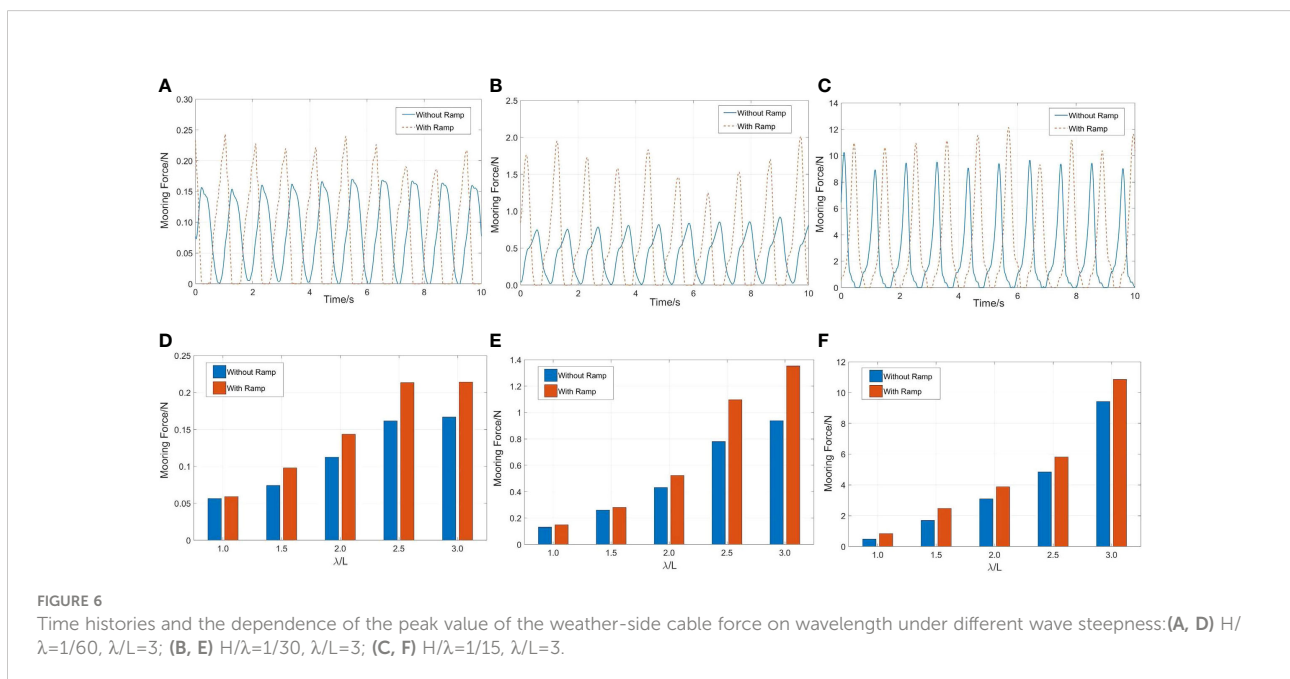 A
0.30
0.25
0.20
0.15
0.10
0.05
0
0 2 4 6 8 10
Mooring Force/N
Time/s
Without Ramp
With Ramp
B
2.5
2.0
1.5
1.0
0.5
0.0
0 2 4 6 8 10
Mooring Force/N
Time/s
Without Ramp
With Ramp
C
14
12
10
8
6
4
2
0
0 2 4 6 8 10
Mooring Force/N
Time/s
Without Ramp
With Ramp
D
0.25
0.2
0.15
0.1
0.05
0
1.0 1.5 2.0 2.5 3.0
Mooring Force/N
λ/L
Without Ramp
With Ramp
E
1.4
1.2
1
0.8
0.6
0.4
0.2
0
1.0 1.5 2.0 2.5 3.0
Mooring Force/N
λ/L
Without Ramp
With Ramp
F
12
10
8
6
4
2
0
1.0 1.5 2.0 2.5 3.0
Mooring Force/N
λ/L
Without Ramp
With Ramp
FIGURE 6
Time histories and the dependence of the peak value of the weather-side cable force on wavelength under different wave steepness:(A, D) H/
λ=1/60, λ/L=3; (B, E) H/λ=1/30, λ/L=3; (C, F) H/λ=1/15, λ/L=3.